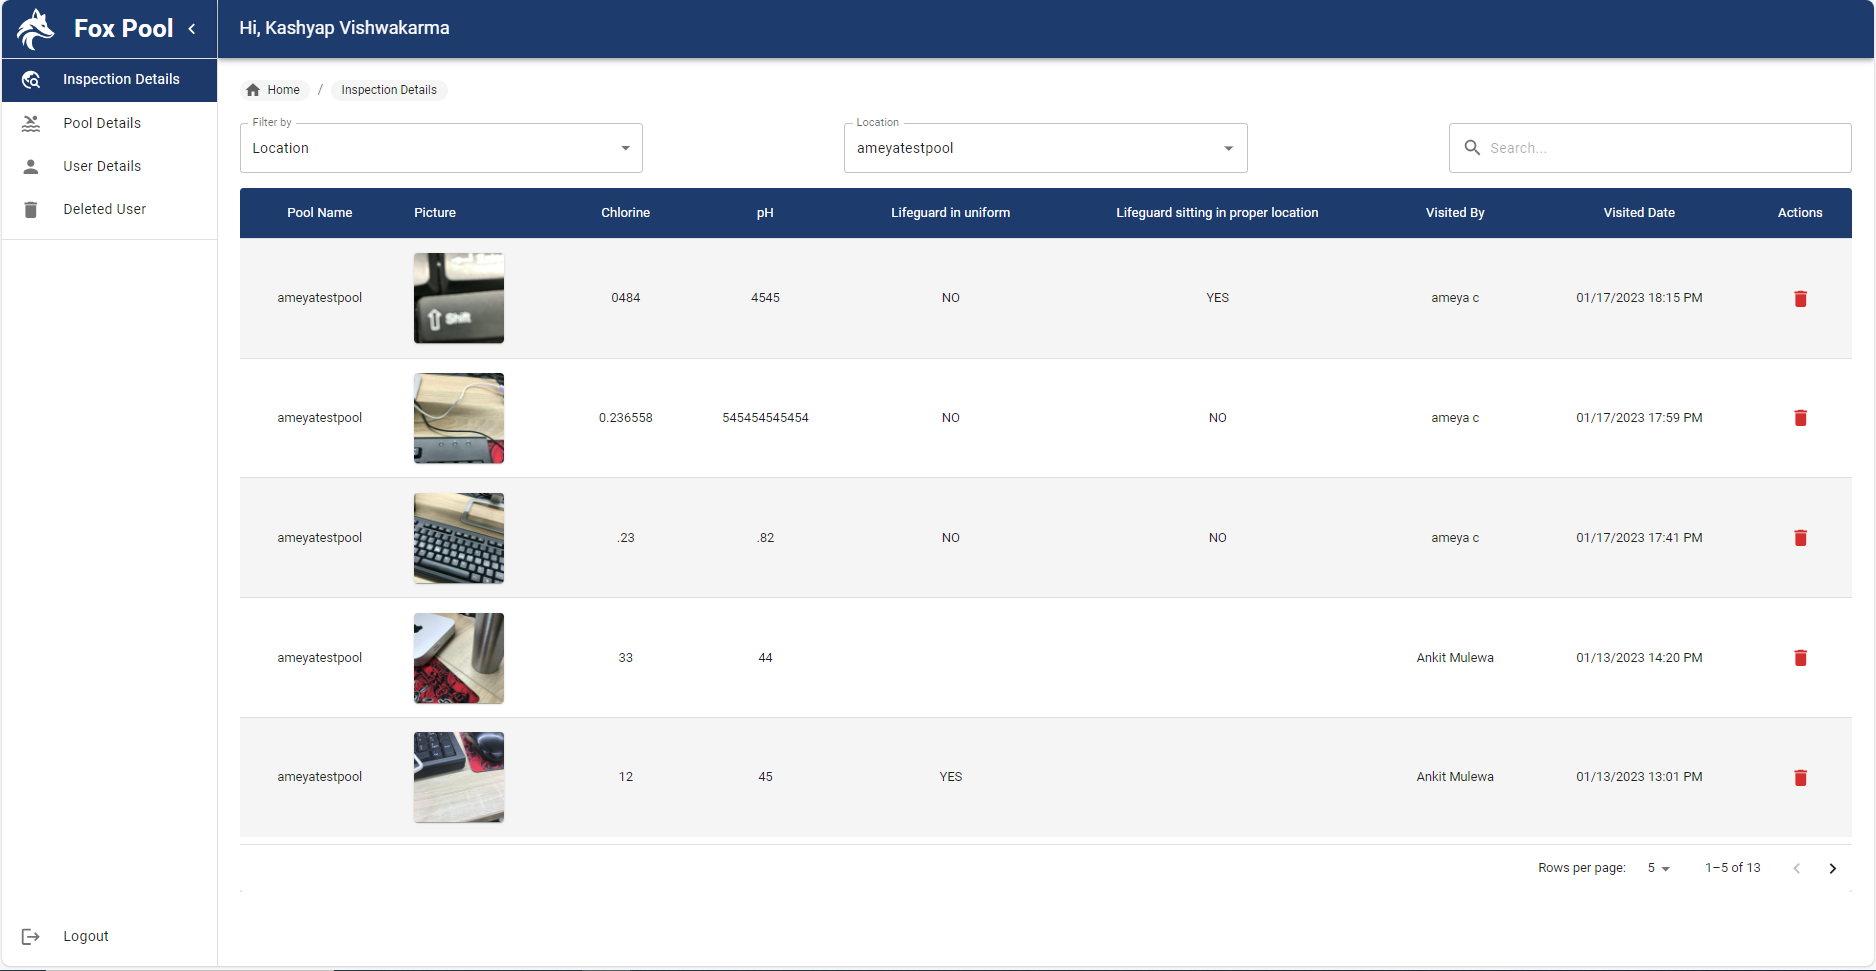 Fox Pool
Hi, Kashyap Vishwakarma
Inspection Details
Pool Details
User Details
Deleted User
Logout
Home / Inspection Details
Filter by
Location
Location
ameyatestpool
Search...
Pool Name Picture Chlorine pH Lifeguard in uniform Lifeguard sitting in proper location Visited By Visited Date Actions
Shift
ameyatestpool 0484 4545 NO YES ameya c 01/17/2023 18:15 PM
ameyatestpool 0.236558 545454545454 NO NO ameya c 01/17/2023 17:59 PM
ameyatestpool .23 .82 NO NO ameya c 01/17/2023 17:41 PM
ameyatestpool 33 44 Ankit Mulewa 01/13/2023 14:20 PM
ameyatestpool 12 45 YES Ankit Mulewa 01/13/2023 13:01 PM
Rows per page: 5 1–5 of 13